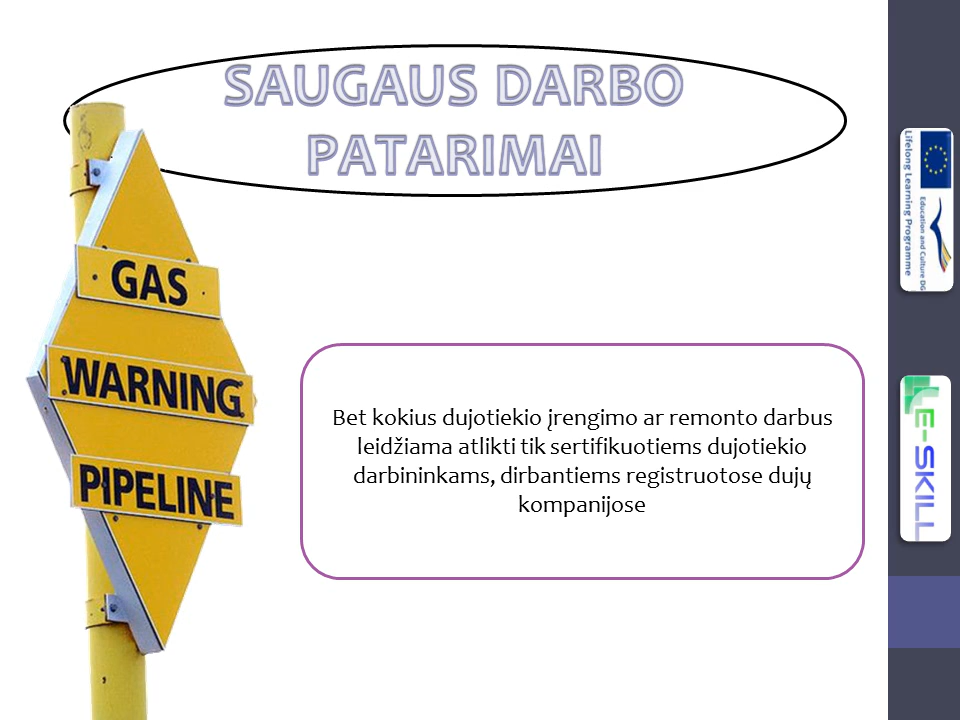 SAUGAUS DARBO
PATARIMAI
GAS
WARNING
PIPELINE
Bet kokius dujotiekio įrengimo ar remonto darbus
leidžiama atlikti tik sertifikuotiems dujotiekio
darbininkams, dirbantiems registruotose dujų
kompanijose
Lifelong Learning Programme
Education and Culture DG
E-SKILL